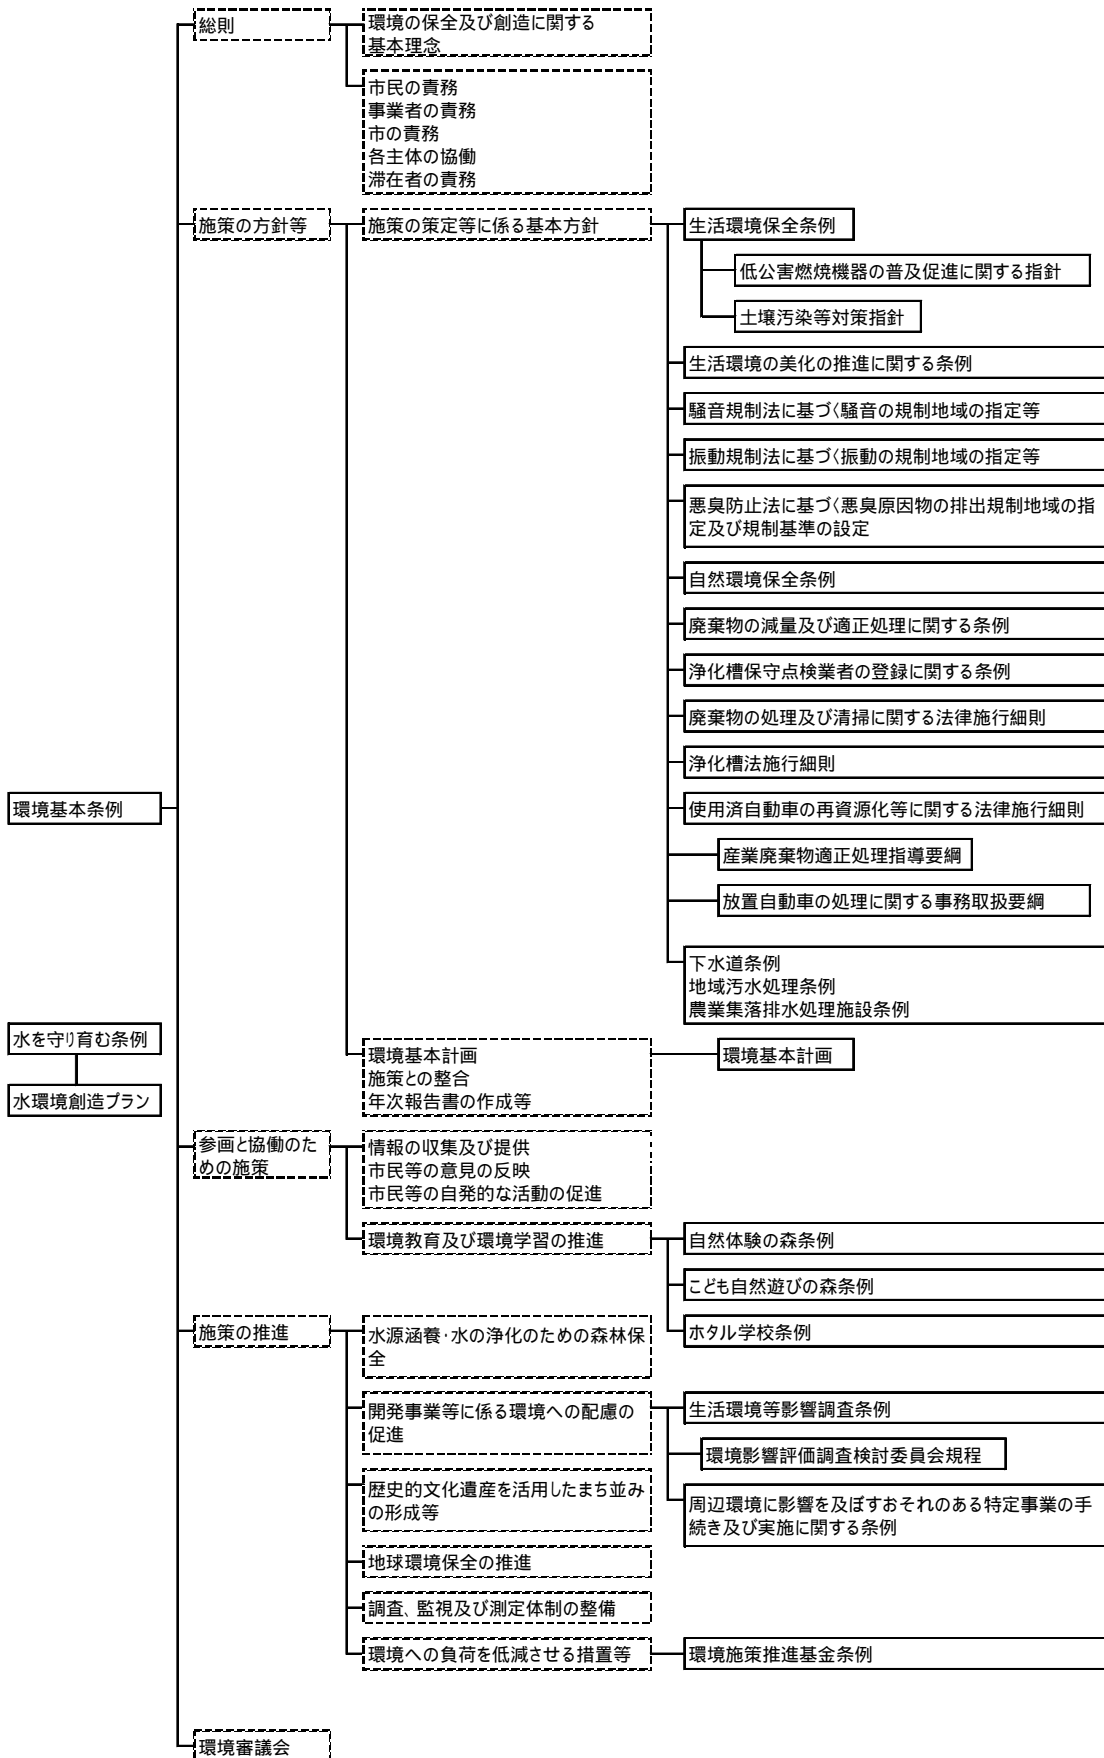 総則
環境の保全及び創造に関する
基本理念
市民の責務
事業者の責務
市の責務
各主体の協働
滞在者の責務
施策の方針等
施策の策定等に係る基本方針
生活環境保全条例
低公害燃焼機器の普及促進に関する指針
土壌汚染等対策指針
生活環境の美化の推進に関する条例
騒音規制法に基づく騒音の規制地域の指定等
振動規制法に基づく振動の規制地域の指定等
悪臭防止法に基づく悪臭原因物の排出規制地域の指
定及び規制基準の設定
自然環境保全条例
廃棄物の減量及び適正処理に関する条例
浄化槽保守点検業者の登録に関する条例
廃棄物の処理及び清掃に関する法律施行細則
浄化槽法施行細則
環境基本条例
使用済自動車の再資源化等に関する法律施行細則
産業廃棄物適正処理指導要綱
放置自動車の処理に関する事務取扱要綱
下水道条例
地域汚水処理条例
農業集落排水処理施設条例
水を守り育む条例
水環境創造プラン
環境基本計画
施策との整合
年次報告書の作成等
環境基本計画
参画と協働のた
めの施策
情報の収集及び提供
市民等の意見の反映
市民等の自発的な活動の促進
環境教育及び環境学習の推進
自然体験の森条例
こども自然遊びの森条例
ホタル学校条例
施策の推進
水源涵養・水の浄化のための森林保
全
開発事業等に係る環境への配慮の
促進
生活環境等影響調査条例
環境影響評価調査検討委員会規程
周辺環境に影響を及ぼすおそれのある特定事業の手
続き及び実施に関する条例
歴史的文化遺産を活用したまち並み
の形成等
地球環境保全の推進
調査、監視及び測定体制の整備
環境への負荷を低減させる措置等
環境施策推進基金条例
環境審議会